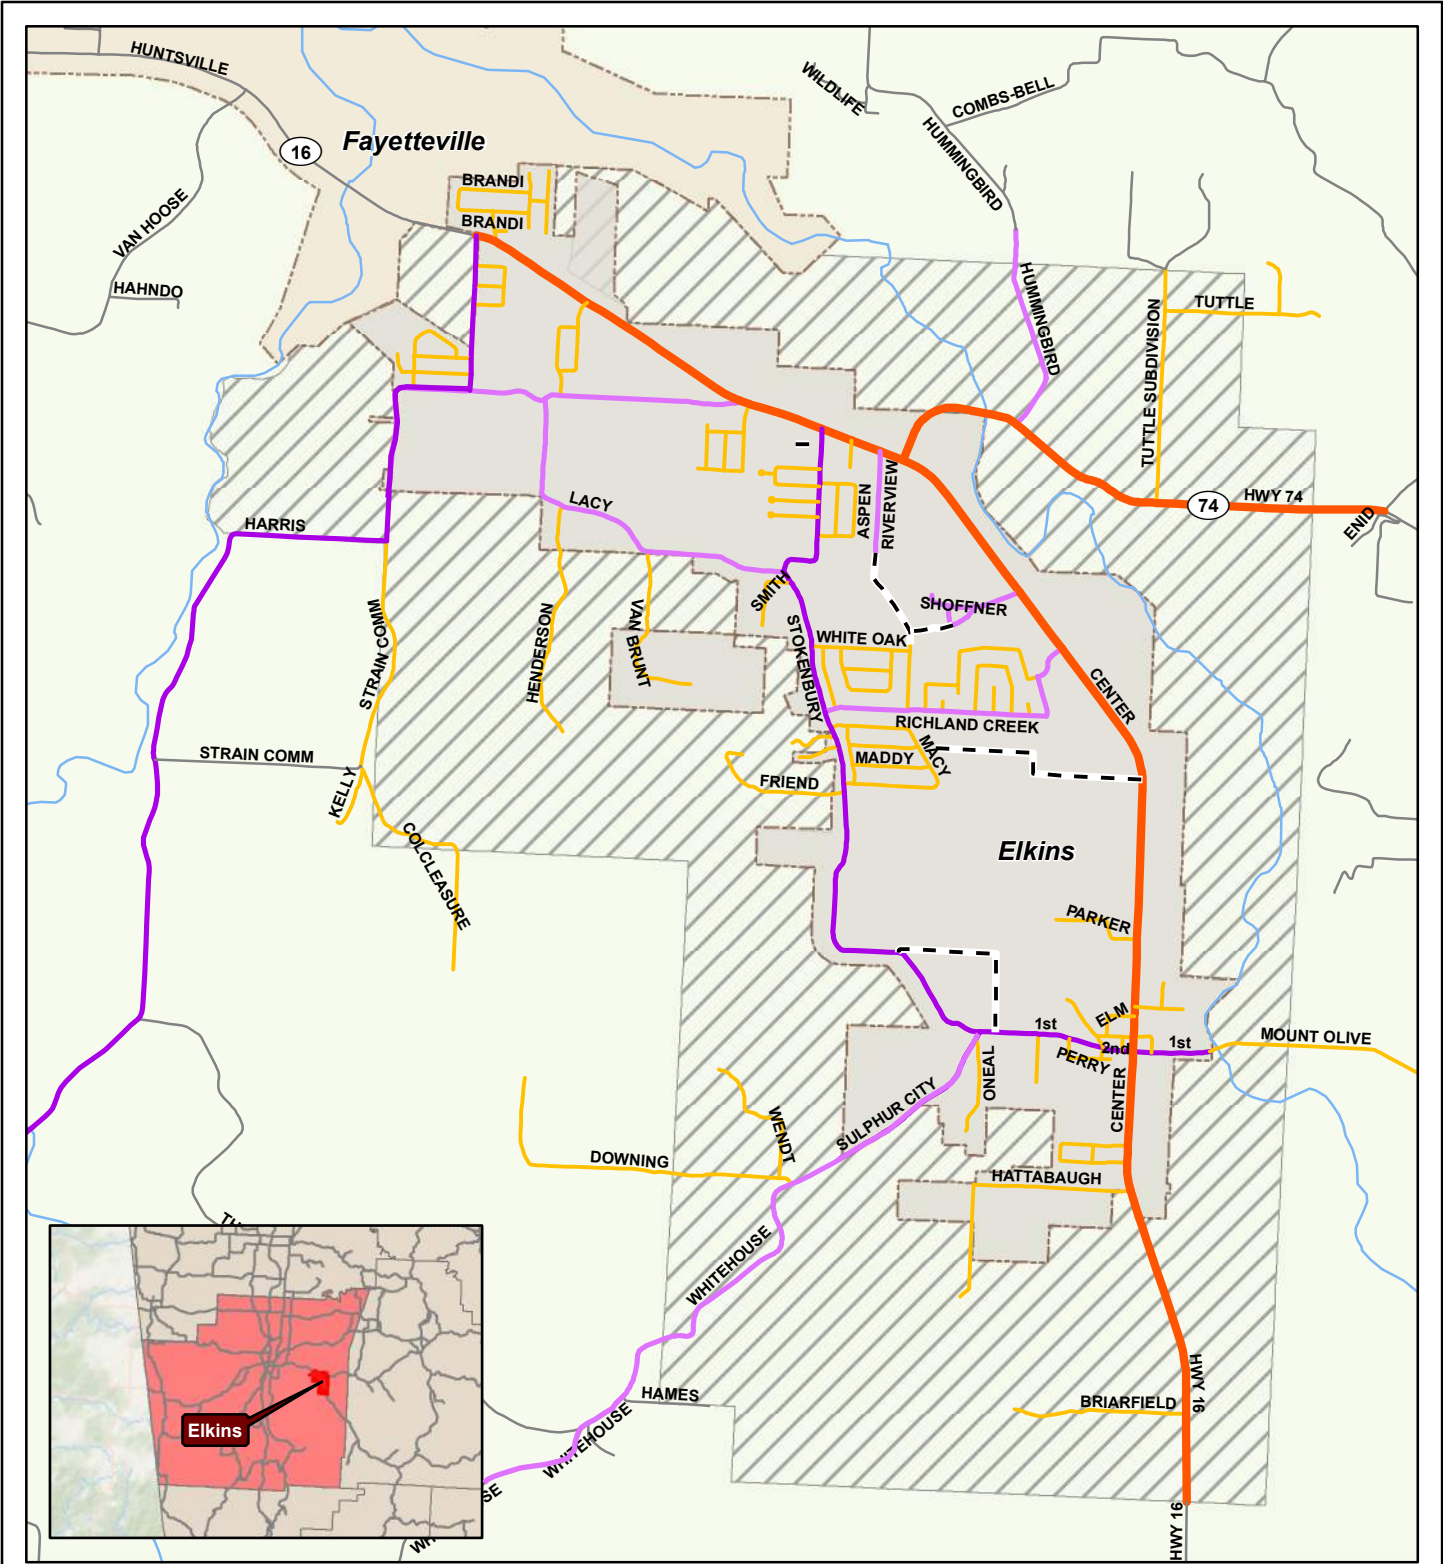 HUNTSVILLE
WILDLIFE
COMBS-BELL
16
Fayetteville
HUMMINGBIRD
BRANDI
VAN HOOSE
BRANDI
HAHNDO
HUMMINGBIRD
TUTTLE
TUTTLE SUBDIVISION
LACY
ASPEN
RIVERVIEW
HWY 74
74
HARRIS
ENID
STRAIN COMM
HENDERSON
VAN BRUNT
SMITH
SHOFFNER
STOKENBURY
WHITE OAK
CENTER
RICHLAND CREEK
STRAIN COMM
MADDY
MACY
KELLY
FRIEND
COLCLEASURE
Elkins
PARKER
ELM
1st
2nd
1st
MOUNT OLIVE
PERRY
ONEAL
CENTER
SULPHUR CITY
WENDT
DOWNING
HATTABAUGH
WHITEHOUSE
HWY 16
HAMES
BRIARFIELD
Elkins
WHITEHOUSE
SE
HWY 16